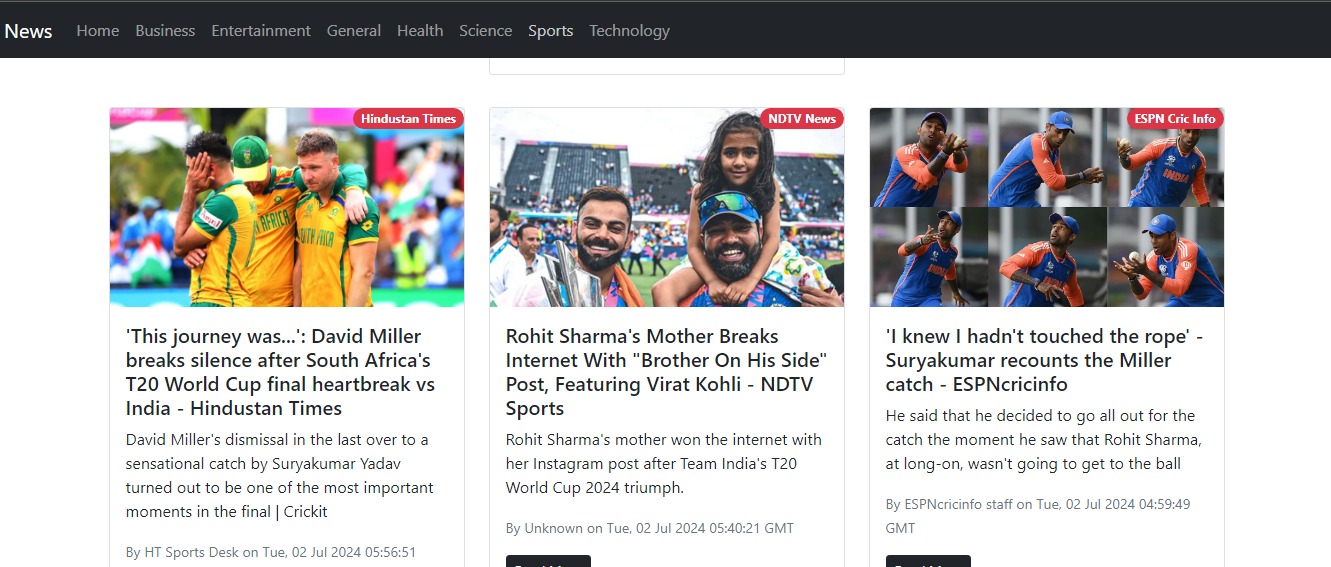 News Home Business Entertainment General Health Science Sports Technology
Hindustan Times
'This journey was...': David Miller
breaks silence after South Africa's
T20 World Cup final heartbreak vs
India - Hindustan Times
David Miller's dismissal in the last over to a
sensational catch by Suryakumar Yadav
turned out to be one of the most important
moments in the final | Crickit
By HT Sports Desk on Tue, 02 Jul 2024 05:56:51
NDTV News
Rohit Sharma's Mother Breaks
Internet With "Brother On His Side"
Post, Featuring Virat Kohli - NDTV
Sports
Rohit Sharma's mother won the internet with
her Instagram post after Team India's T20
World Cup 2024 triumph.
By Unknown on Tue, 02 Jul 2024 05:40:21 GMT
ESPN Cric Info
'I knew I hadn't touched the rope' -
Suryakumar recounts the Miller
catch - ESPNcricinfo
He said that he decided to go all out for the
catch the moment he saw that Rohit Sharma,
at long-on, wasn't going to get to the ball
By ESPNcricinfo staff on Tue, 02 Jul 2024 04:59:49
GMT